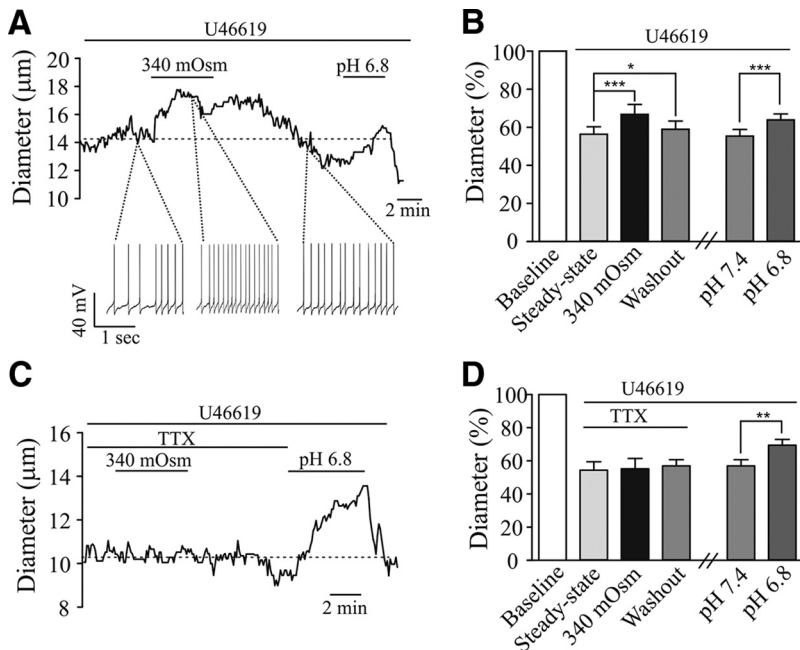 A
U46619
340 mOsm
pH 6.8
Diameter (µm)
20
18
16
14
12
10
2 min
40 mV
1 sec
B
U46619
Diameter (%)
100
80
60
40
20
0
*
***
***
Baseline
Steady-state
340 mOsm
Washout
pH 7.4
pH 6.8
C
U46619
TTX
340 mOsm
pH 6.8
Diameter (µm)
16
14
12
10
8
2 min
D
U46619
TTX
Diameter (%)
100
80
60
40
20
0
**
Baseline
Steady-state
340 mOsm
Washout
pH 7.4
pH 6.8